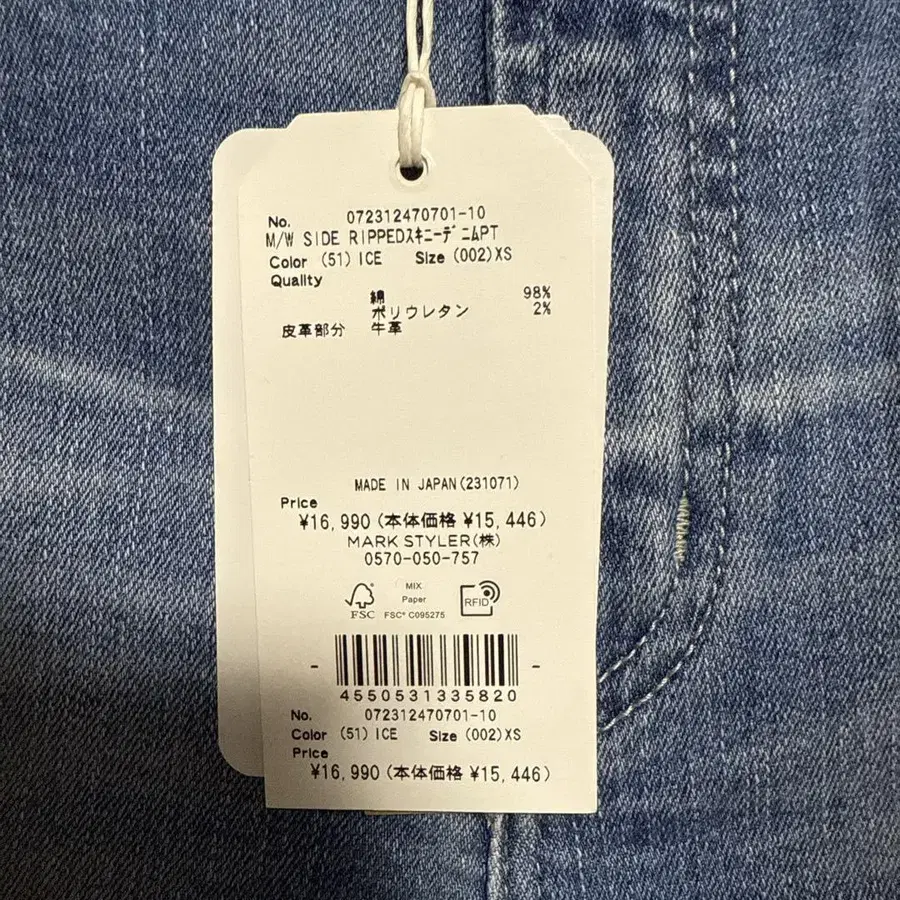 No. 072312470701-10
M/W SIDE RIPPEDｽｷﾆｰﾃﾞﾆﾑPT
Color (51) ICE Size (002)XS
Quality
綿 98%
ポリウレタン 2%
皮革部分 牛革
MADE IN JAPAN(231071)
Price
¥16,990(本体価格 ¥15,446)
MARK STYLER(株)
0570-050-757
MIX
Paper
FSC FSC® C095275
RFID
4550531335820
No. 072312470701-10
Color (51) ICE Size (002)XS
Price
¥16,990(本体価格 ¥15,446)